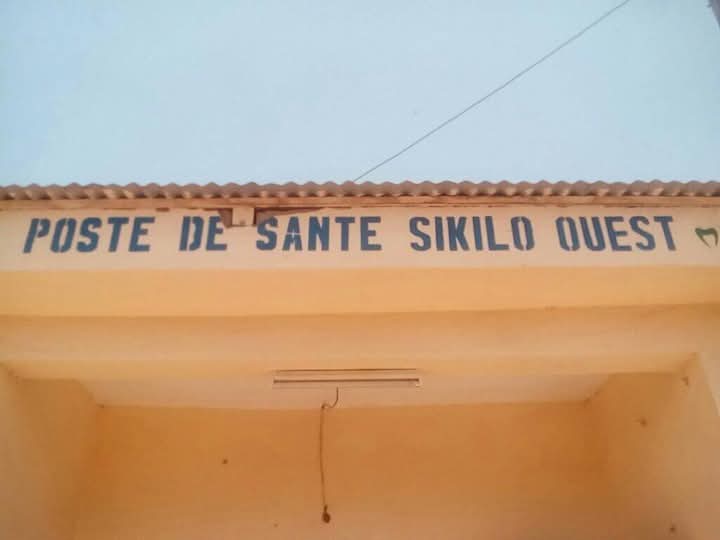 POSTE DE SANTE SIKILO OUEST